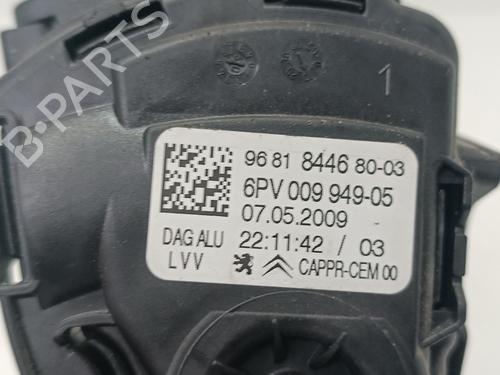 B-PARTS
1
96 81 8446 80-03
6PV 009 949-05
07.05.2009
DAG ALU 22:11:42 / 03
LVV CAPPR-CEM 00